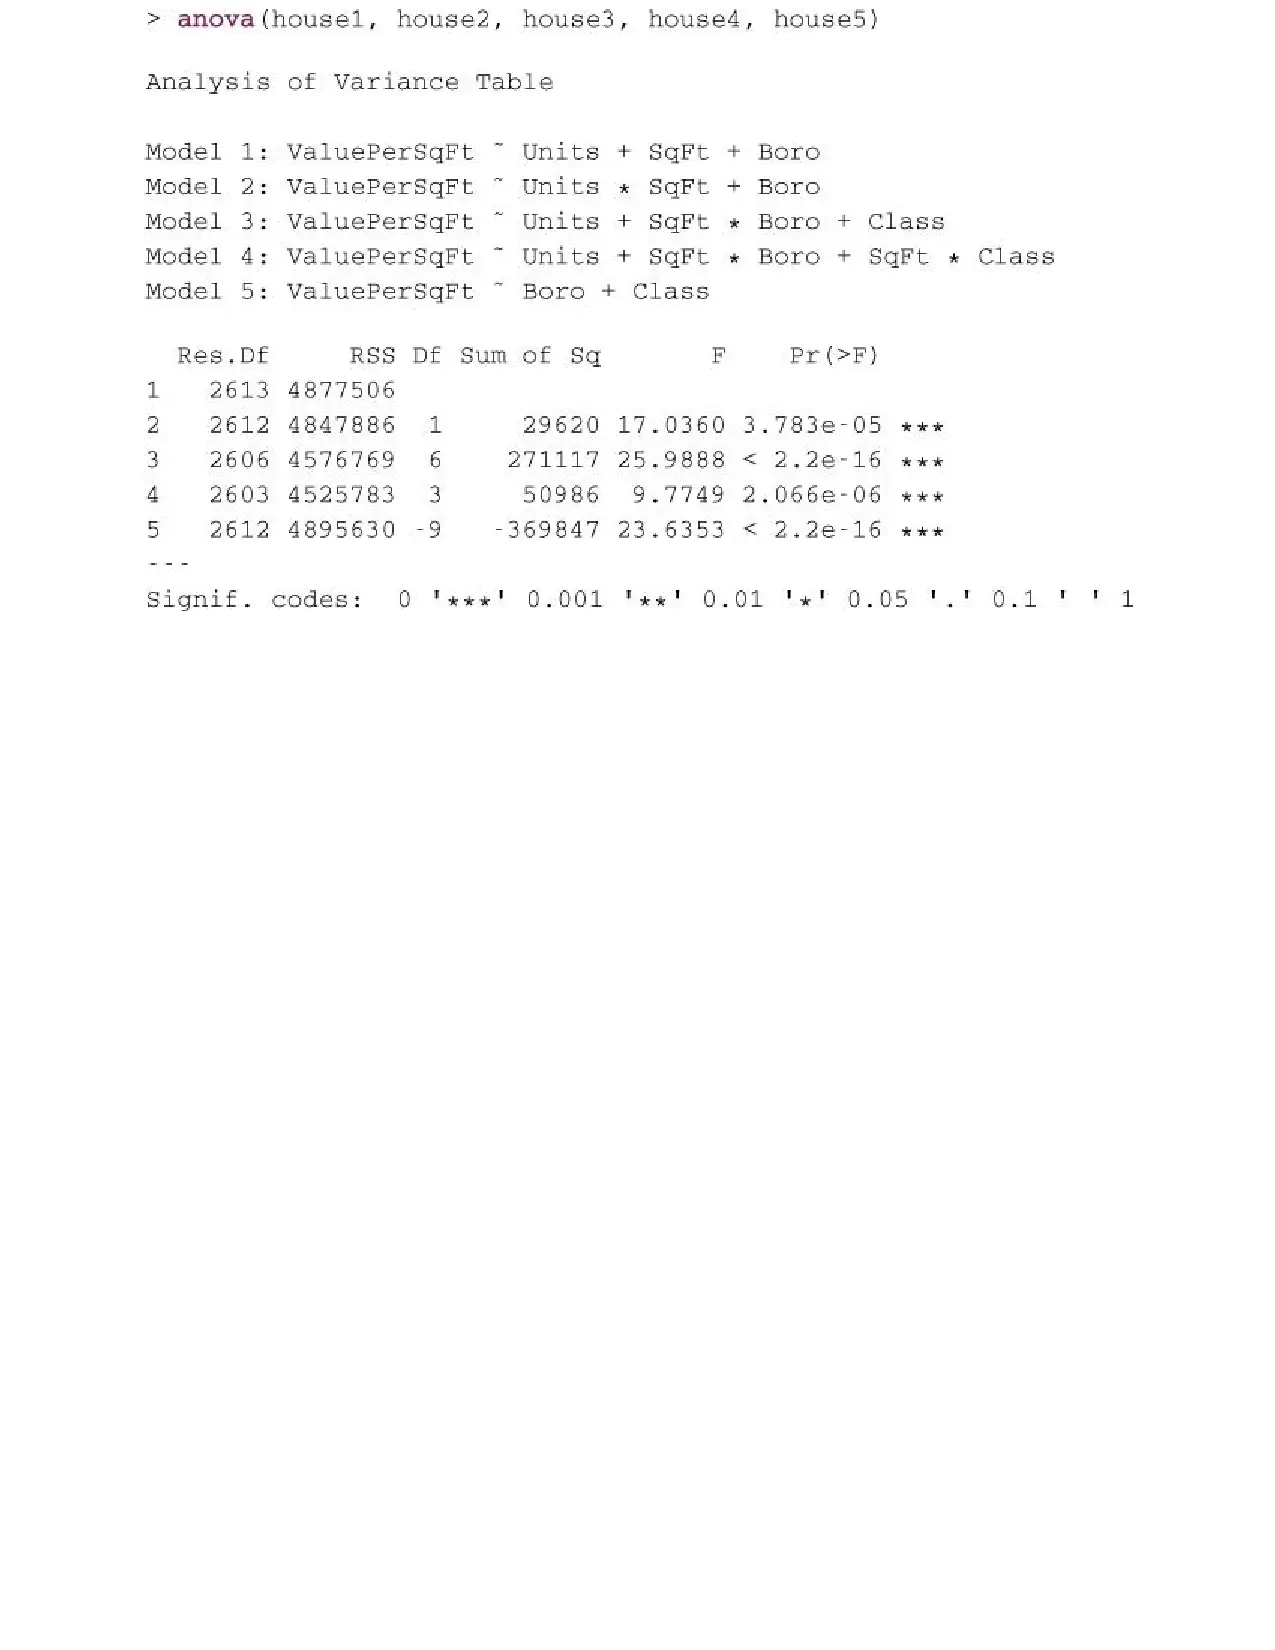 > anova(house1, house2, house3, house4, house5)
Analysis of Variance Table
Model 1: ValuePerSqFt ~ Units + SqFt + Boro
Model 2: ValuePerSqFt ~ Units * SqFt + Boro
Model 3: ValuePerSqFt ~ Units + SqFt * Boro + Class
Model 4: ValuePerSqFt ~ Units + SqFt * Boro + SqFt * Class
Model 5: ValuePerSqFt ~ Boro + Class
Res.Df RSS Df Sum of Sq F Pr(>F)
1 2613 4877506
2 2612 4847886 1 29620 17.0360 3.783e-05 ***
3 2606 4576769 6 271117 25.9888 < 2.2e-16 ***
4 2603 4525783 3 50986 9.7749 2.066e-06 ***
5 2612 4895630 -9 -369847 23.6353 < 2.2e-16 ***
---
Signif. codes: 0 '***' 0.001 '**' 0.01 '*' 0.05 '.' 0.1 ' ' 1